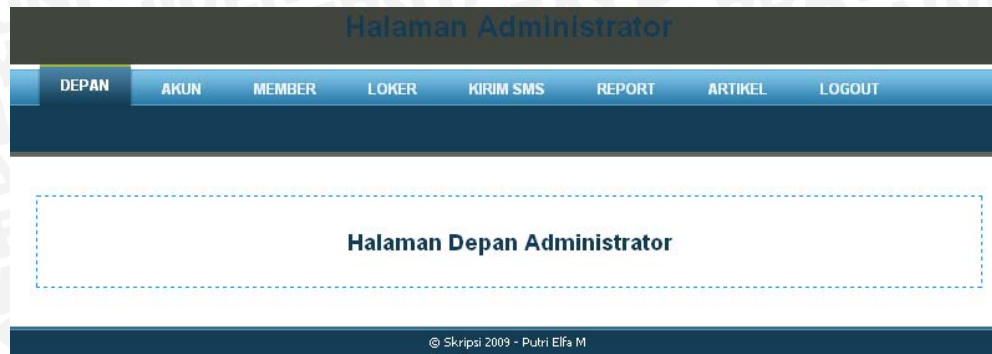 Halaman Administrator
DEPAN AKUN MEMBER LOKER KIRIM SMS REPORT ARTIKEL LOGOUT
Halaman Depan Administrator
© Skripsi 2009 - Putri Elfa M